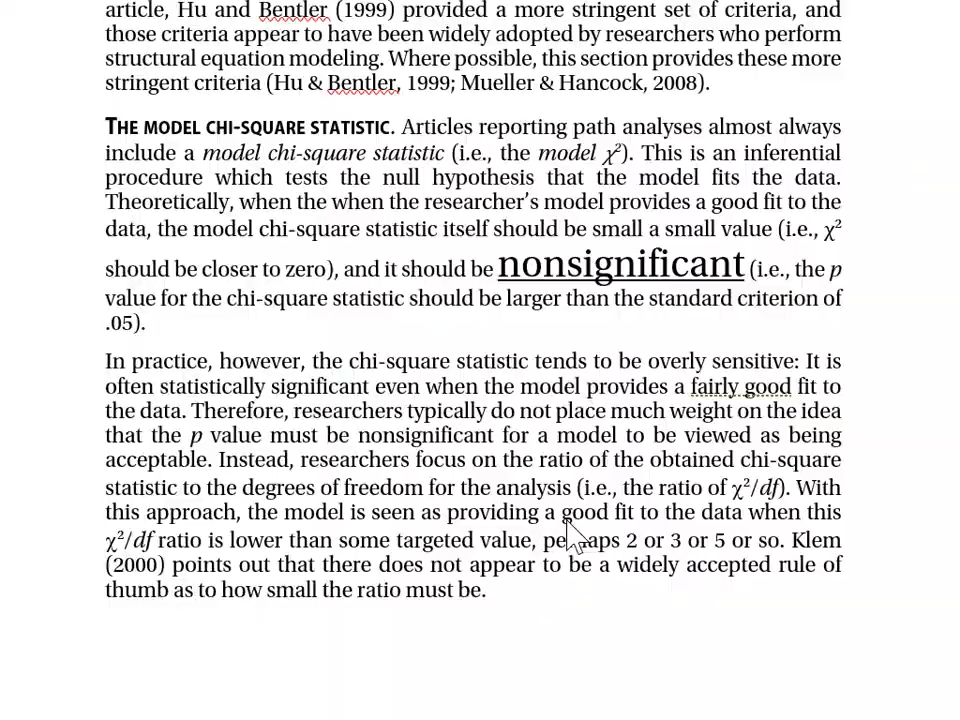 article, Hu and Bentler (1999) provided a more stringent set of criteria, and
those criteria appear to have been widely adopted by researchers who perform
structural equation modeling. Where possible, this section provides these more
stringent criteria (Hu & Bentler, 1999; Mueller & Hancock, 2008).
THE MODEL CHI-SQUARE STATISTIC. Articles reporting path analyses almost always
include a model chi-square statistic (i.e., the model χ²). This is an inferential
procedure which tests the null hypothesis that the model fits the data.
Theoretically, when the when the researcher’s model provides a good fit to the
data, the model chi-square statistic itself should be small a small value (i.e., χ²
should be closer to zero), and it should be nonsignificant (i.e., the p
value for the chi-square statistic should be larger than the standard criterion of
.05).
In practice, however, the chi-square statistic tends to be overly sensitive: It is
often statistically significant even when the model provides a fairly good fit to
the data. Therefore, researchers typically do not place much weight on the idea
that the p value must be nonsignificant for a model to be viewed as being
acceptable. Instead, researchers focus on the ratio of the obtained chi-square
statistic to the degrees of freedom for the analysis (i.e., the ratio of χ²/df). With
this approach, the model is seen as providing a good fit to the data when this
χ²/df ratio is lower than some targeted value, perhaps 2 or 3 or 5 or so. Klem
(2000) points out that there does not appear to be a widely accepted rule of
thumb as to how small the ratio must be.